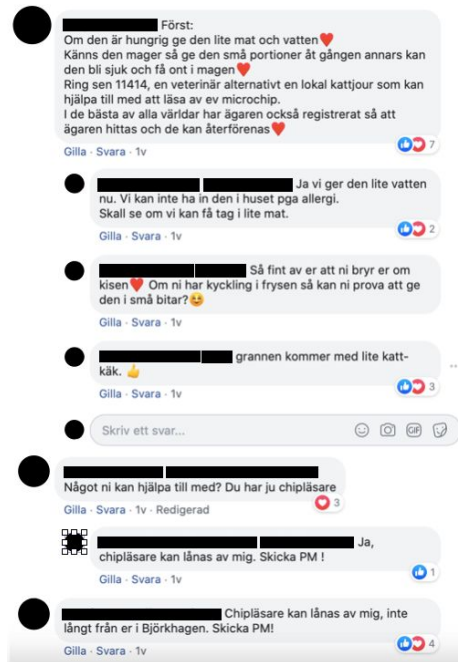 Först:
Om den är hungrig ge den lite mat och vatten❤️
Känns den mager så ge den små portioner åt gången annars kan
den bli sjuk och få ont i magen❤️
Ring sen 11414, en veterinär alternativt en lokal kattjour som kan
hjälpa till med att läsa av ev microchip.
I de bästa av alla världar har ägaren också registrerat så att
ägaren hittas och de kan återförenas❤️
Gilla · Svara · 1v
7
Ja vi ger den lite vatten
nu. Vi kan inte ha in den i huset pga allergi.
Skall se om vi kan få tag i lite mat.
Gilla · Svara · 1v
2
Så fint av er att ni bryr er om
kisen❤️ Om ni har kyckling i frysen så kan ni prova att ge
den i små bitar?😊
Gilla · Svara · 1v
grannen kommer med lite katt-
käk. 👍
Gilla · Svara · 1v
3
Skriv ett svar...
GIF
Något ni kan hjälpa till med? Du har ju chipläsare
Gilla · Svara · 1v · Redigerad
3
Ja,
chipläsare kan lånas av mig. Skicka PM !
Gilla · Svara · 1v
1
Chipläsare kan lånas av mig, inte
långt från er i Björkhagen. Skicka PM!
Gilla · Svara · 1v
4